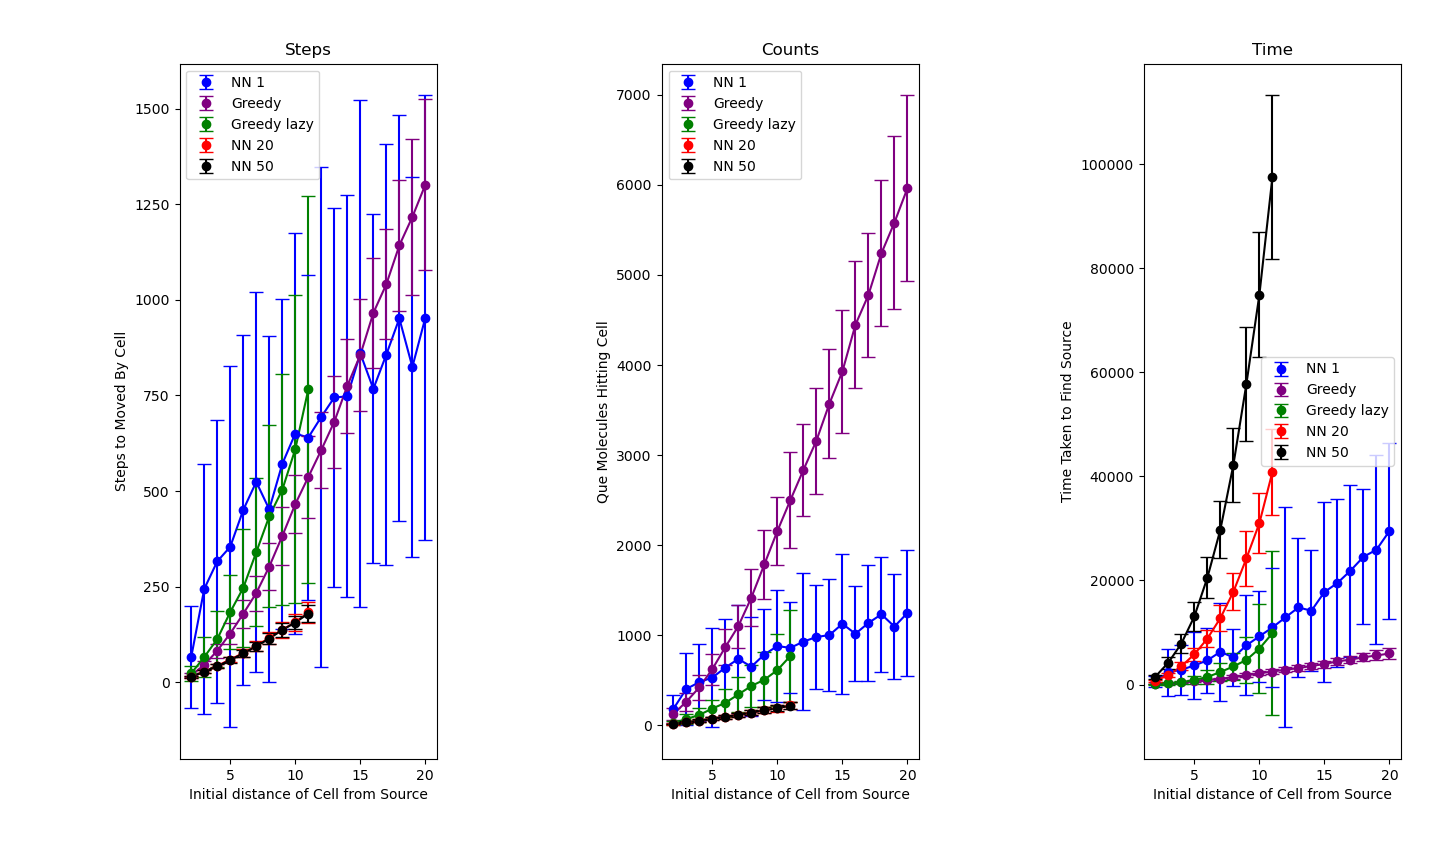 Steps
Steps to Moved By Cell
1500
1250
1000
750
500
250
0
NN 1
Greedy
Greedy lazy
NN 20
NN 50
5 10 15 20
Initial distance of Cell from Source
Counts
Que Molecules Hitting Cell
7000
6000
5000
4000
3000
2000
1000
0
NN 1
Greedy
Greedy lazy
NN 20
NN 50
5 10 15 20
Initial distance of Cell from Source
Time
Time Taken to Find Source
100000
80000
60000
40000
20000
0
NN 1
Greedy
Greedy lazy
NN 20
NN 50
5 10 15 20
Initial distance of Cell from Source